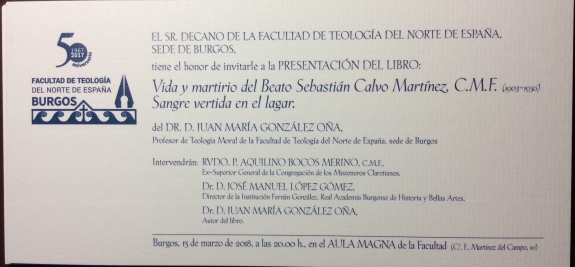 50
1967
2017
ANIVERSARIO
FACULTAD DE TEOLOGÍA
DEL NORTE DE ESPAÑA
BURGOS
EL SR. DECANO DE LA FACULTAD DE TEOLOGÍA DEL NORTE DE ESPAÑA,
SEDE DE BURGOS,
tiene el honor de invitarle a la PRESENTACIÓN DEL LIBRO:
Vida y martirio del Beato Sebastián Calvo Martínez, C.M.F. (1903-1936)
Sangre vertida en el lagar.
del DR. D. JUAN MARÍA GONZÁLEZ OÑA,
Profesor de Teología Moral de la Facultad de Teología del Norte de España, sede de Burgos
Intervendrán: RVDO. P. AQUILINO BOCOS MERINO, C.M.F.
Ex-Superior General de la Congregación de los Misioneros Claretianos.
Dr. D. JOSÉ MANUEL LÓPEZ GÓMEZ,
Director de la Institución Fernán González, Real Academia Burgense de Historia y Bellas Artes.
Dr. D. JUAN MARÍA GONZÁLEZ OÑA,
Autor del libro.
Burgos, 15 de marzo de 2018, a las 20.00 h., en el AULA MAGNA de la Facultad (C/. E. Martínez del Campo, 10)